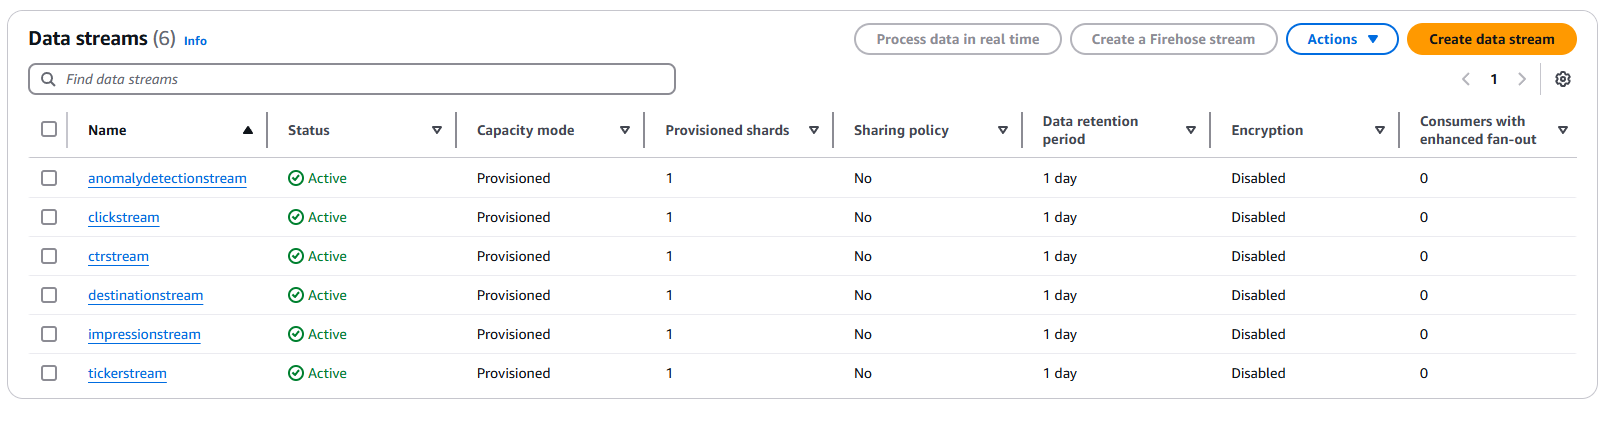 Data streams (6) Info
Process data in real time
Create a Firehose stream
Actions
Create data stream
Find data streams
1
Name Status Capacity mode Provisioned shards Sharing policy Data retention period Encryption Consumers with enhanced fan-out
anomalydetectionstream Active Provisioned 1 No 1 day Disabled 0
clickstream Active Provisioned 1 No 1 day Disabled 0
ctrstream Active Provisioned 1 No 1 day Disabled 0
destinationstream Active Provisioned 1 No 1 day Disabled 0
impressionstream Active Provisioned 1 No 1 day Disabled 0
tickerstream Active Provisioned 1 No 1 day Disabled 0